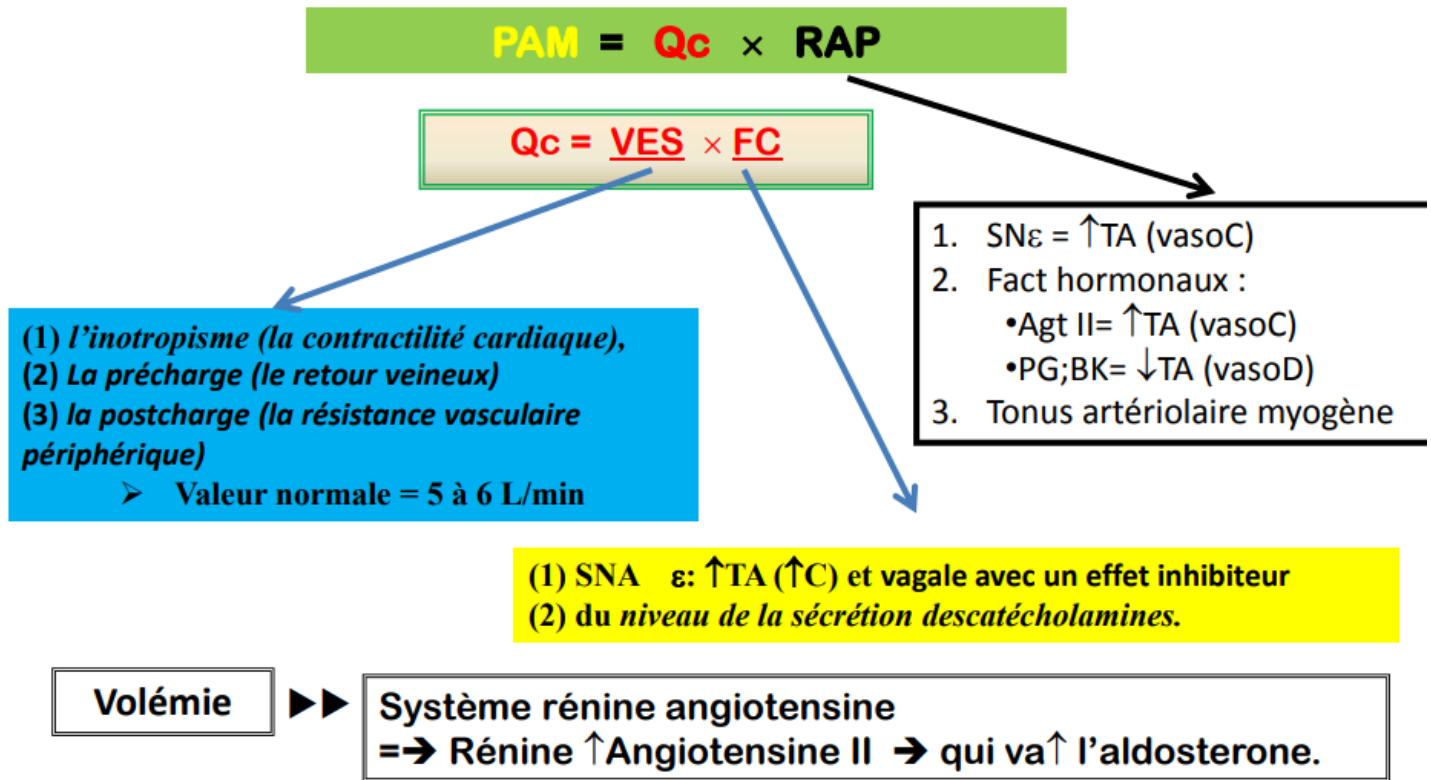 PAM = Qc × RAP
Qc = VES × FC
1. SNε = ↑TA (vasoC)
2. Fact hormonaux :
•Agt II= ↑TA (vasoC)
•PG;BK= ↓TA (vasoD)
3. Tonus artériolaire myogène
(1) l’inotropisme (la contractilité cardiaque),
(2) La précharge (le retour veineux)
(3) la postcharge (la résistance vasculaire
périphérique)
➢ Valeur normale = 5 à 6 L/min
(1) SNA ε: ↑TA (↑C) et vagale avec un effet inhibiteur
(2) du niveau de la sécrétion descatécholamines.
Volémie ▶▶
Système rénine angiotensine
=➔ Rénine ↑Angiotensine II ➔ qui va↑ l’aldosterone.